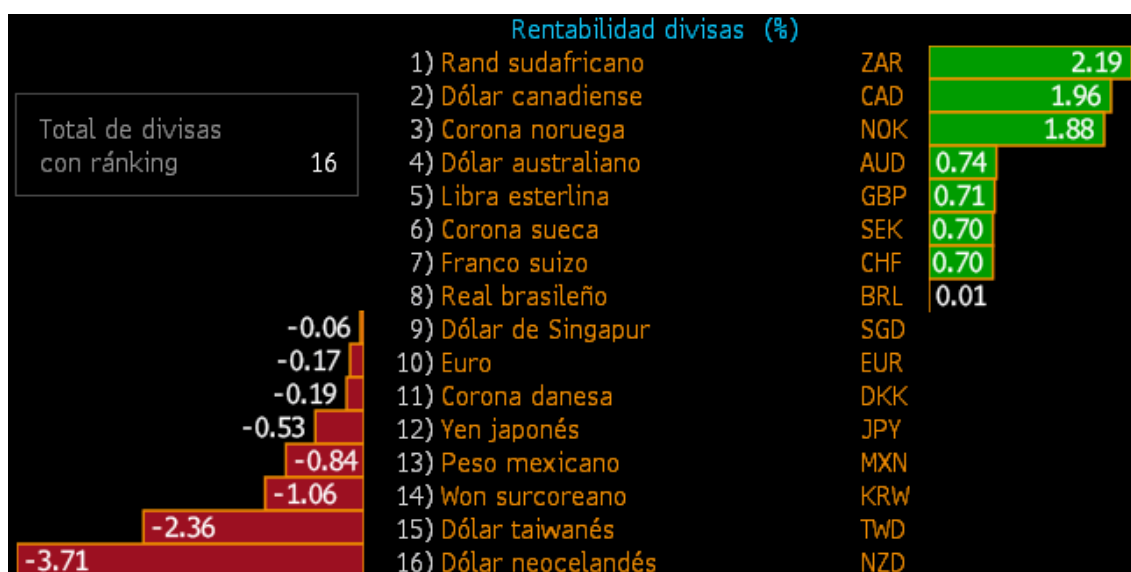 Rentabilidad divisas (%)
1) Rand sudafricano ZAR 2.19
2) Dólar canadiense CAD 1.96
3) Corona noruega NOK 1.88
Total de divisas
con ránking 16
4) Dólar australiano AUD 0.74
5) Libra esterlina GBP 0.71
6) Corona sueca SEK 0.70
7) Franco suizo CHF 0.70
8) Real brasileño BRL 0.01
-0.06 9) Dólar de Singapur SGD
-0.17 10) Euro EUR
-0.19 11) Corona danesa DKK
-0.53 12) Yen japonés JPY
-0.84 13) Peso mexicano MXN
-1.06 14) Won surcoreano KRW
-2.36 15) Dólar taiwanés TWD
-3.71 16) Dólar neocelandés NZD